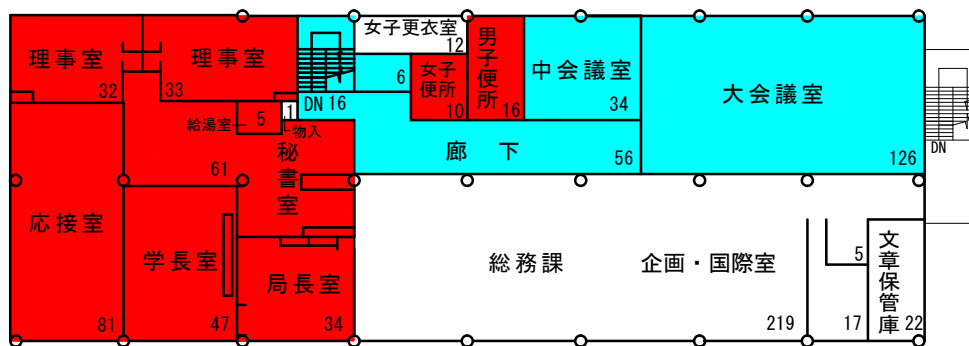 理事室
32
理事室
33
DN 16
女子更衣室
12
6
女子
便所
10
男子便所
16
中会議室
34
大会議室
126
DN
給湯室
5
1
物入
秘書室
61
廊 下
56
応接室
81
学長室
47
局長室
34
総務課
企画・国際室
219
5
17
文章保管庫
22